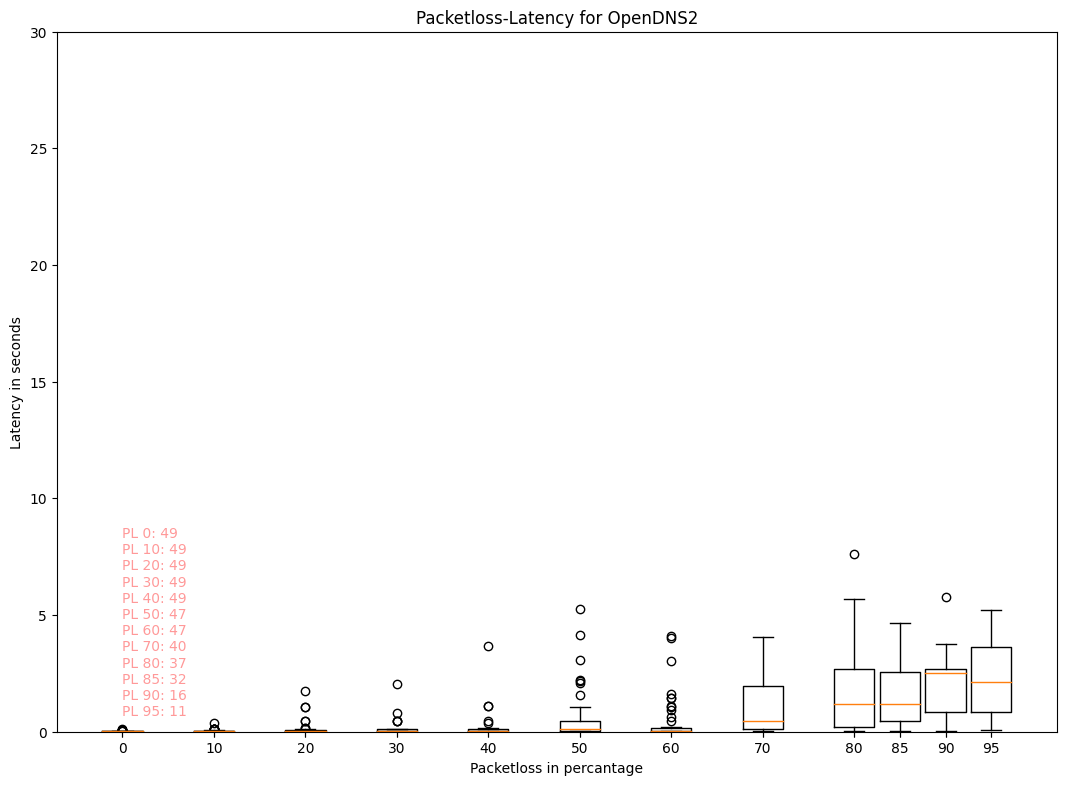 Packetloss-Latency for OpenDNS2
30
25
20
15
10
5
0
Latency in seconds
PL 0: 49
PL 10: 49
PL 20: 49
PL 30: 49
PL 40: 49
PL 50: 47
PL 60: 47
PL 70: 40
PL 80: 37
PL 85: 32
PL 90: 16
PL 95: 11
0 10 20 30 40 50 60 70 80 85 90 95
Packetloss in percantage